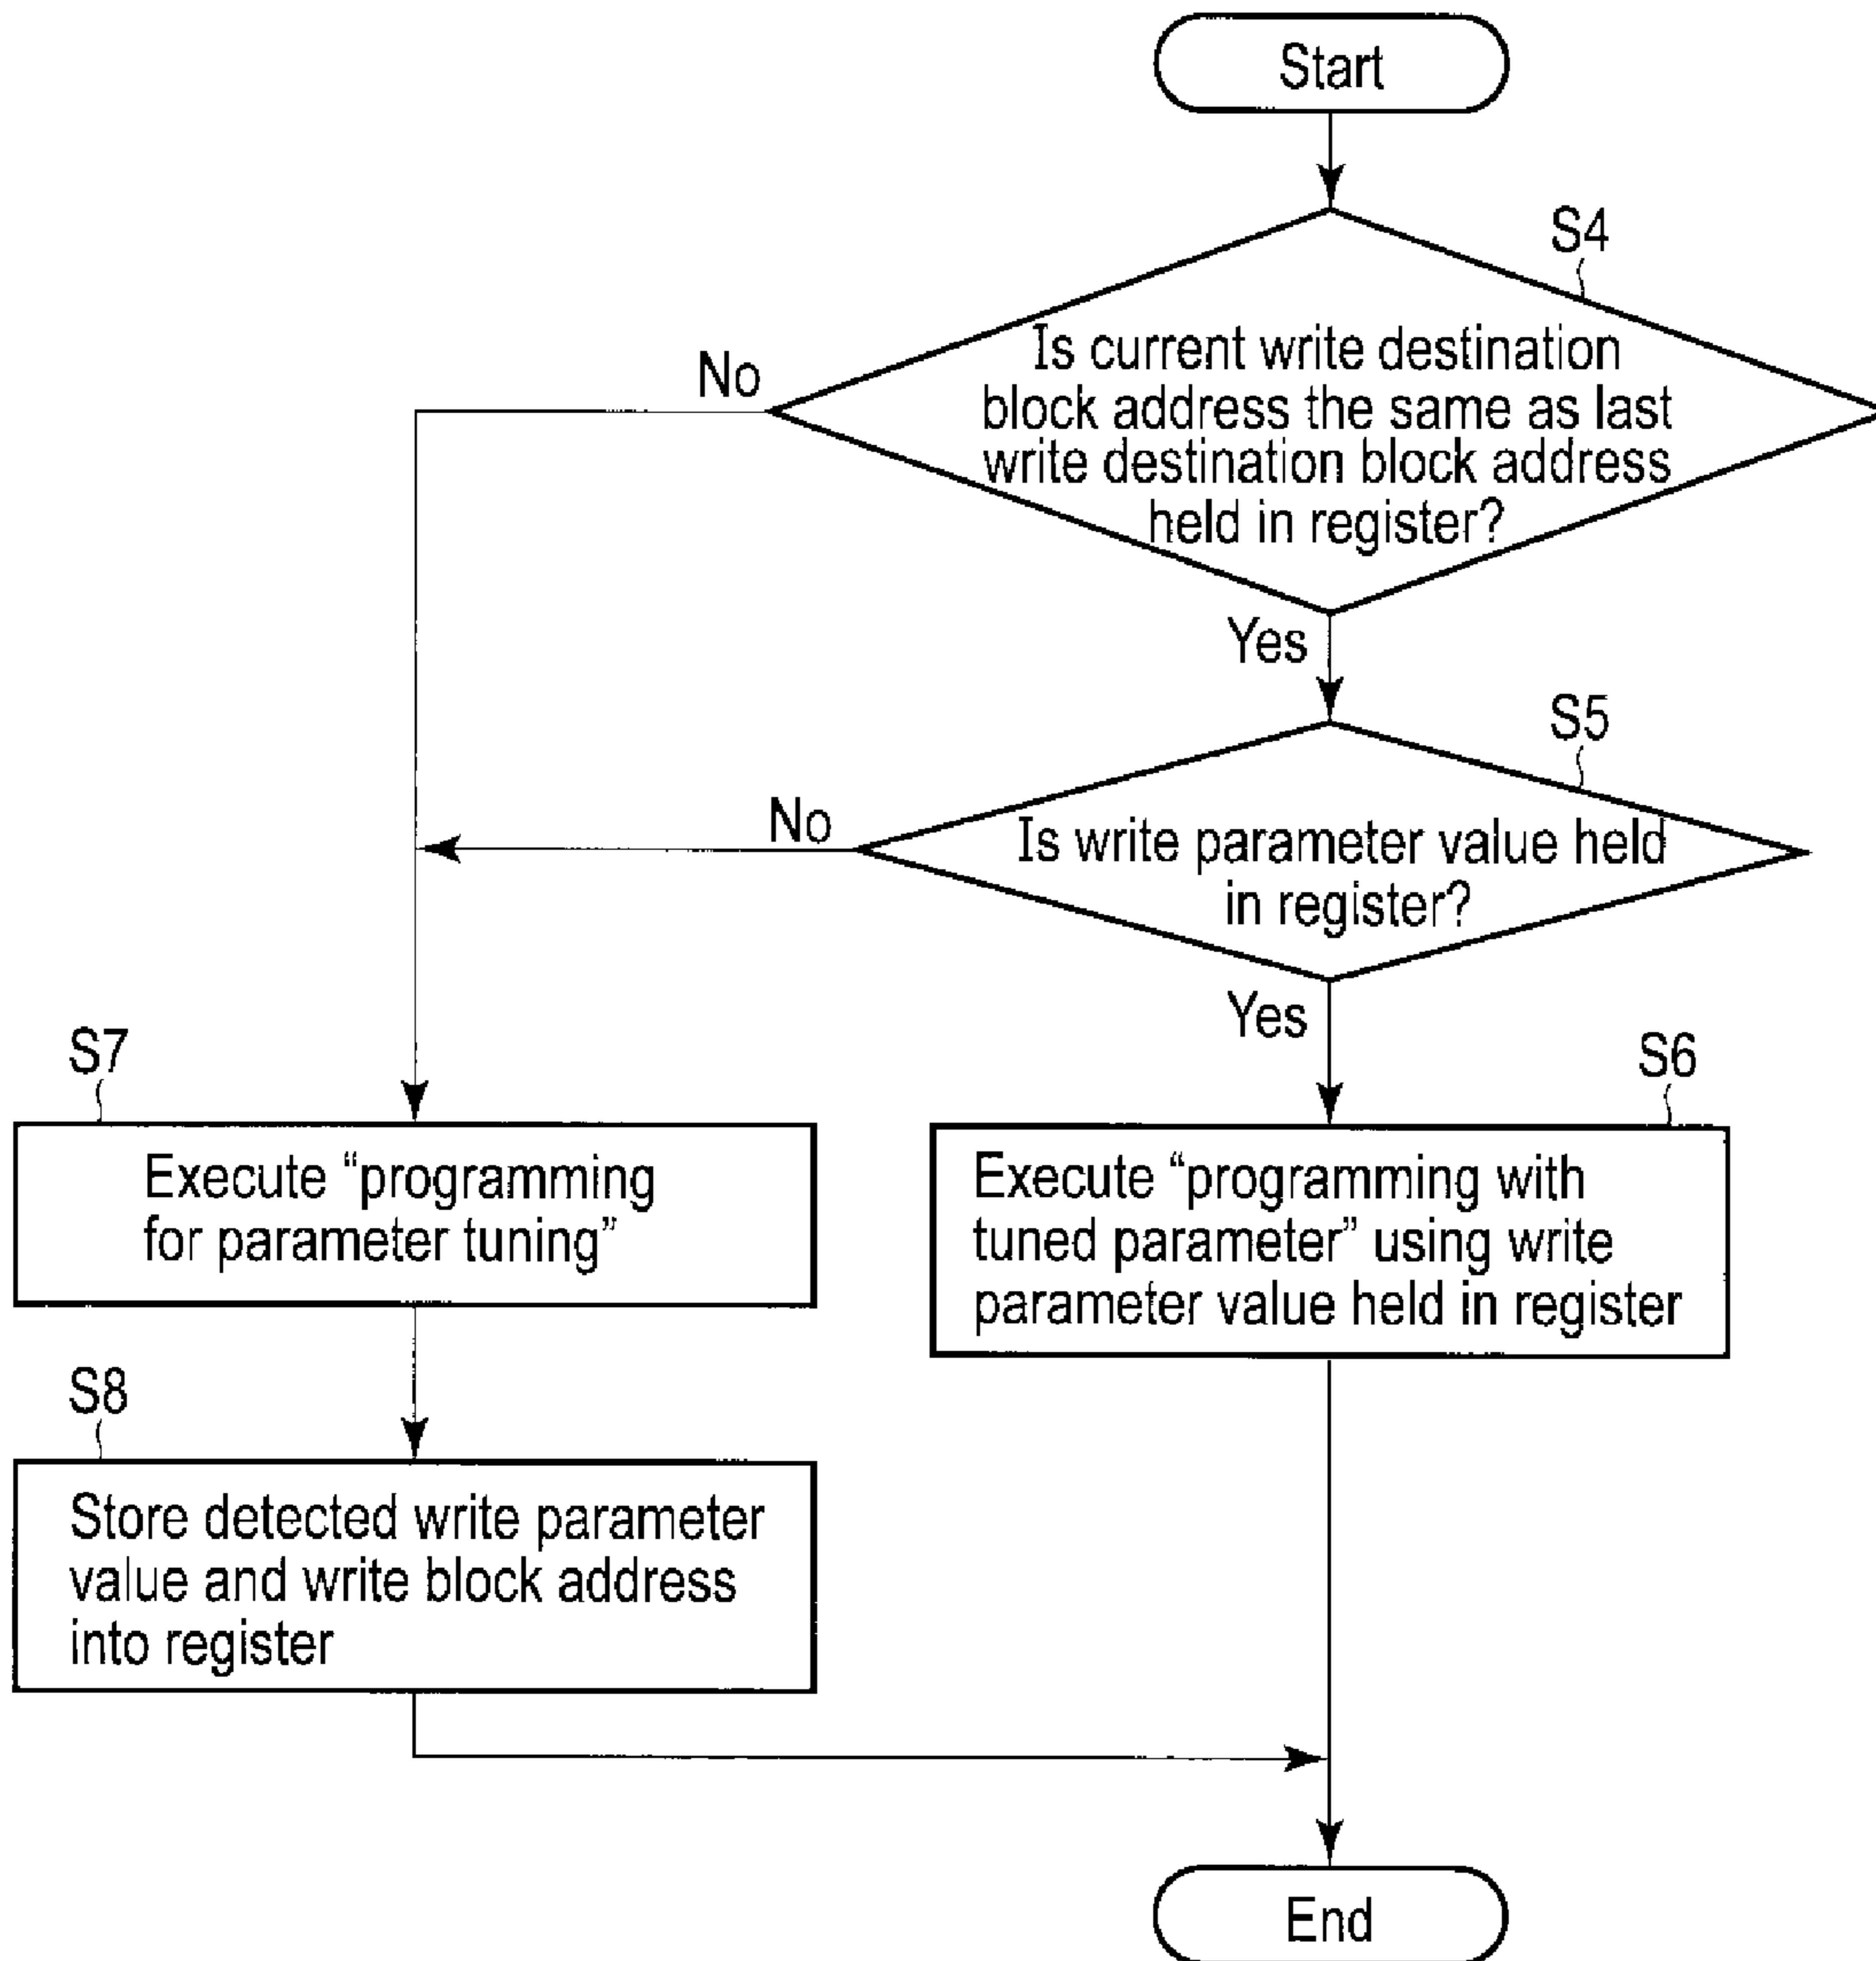 Start
S4
Is current write destination
block address the same as last
write destination block address
held in register?
No
Yes
S5
Is write parameter value held
in register?
No
Yes
S7
Execute “programming
for parameter tuning”
S6
Execute “programming with
tuned parameter” using write
parameter value held in register
S8
Store detected write parameter
value and write block address
into register
End